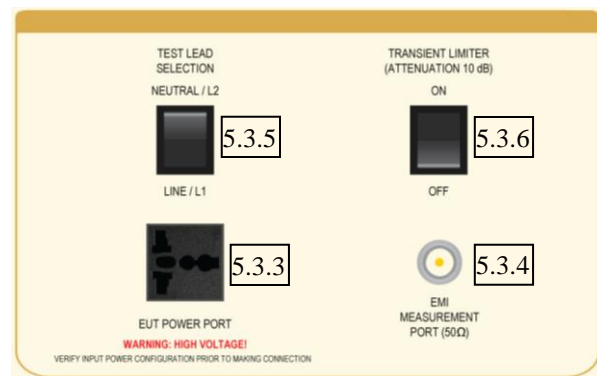 TEST LEAD
SELECTION
NEUTRAL / L2
5.3.5
LINE / L1
TRANSIENT LIMITER
(ATTENUATION 10 dB)
ON
5.3.6
OFF
5.3.3
EUT POWER PORT
WARNING: HIGH VOLTAGE!
VERIFY INPUT POWER CONFIGURATION PRIOR TO MAKING CONNECTION
5.3.4
EMI
MEASUREMENT
PORT (50Ω)